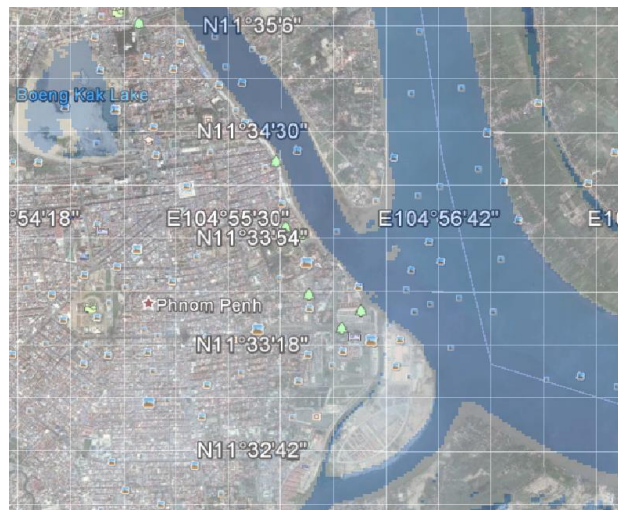 N11°35'6"
Boeng Kak Lake
N11°34'30"
°54'18" E104°55'30" E104°56'42" E10
N11°33'54"
Phnom Penh
N11°33'18"
N11°32'42"